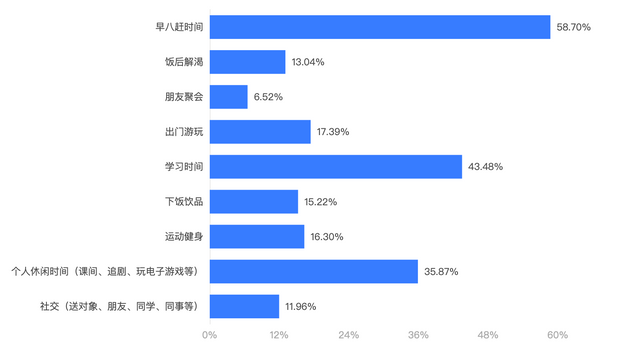 早八赶时间 58.70%
饭后解渴 13.04%
朋友聚会 6.52%
出门游玩 17.39%
学习时间 43.48%
下饭饮品 15.22%
运动健身 16.30%
个人休闲时间（课间、追剧、玩电子游戏等） 35.87%
社交（送对象、朋友、同学、同事等） 11.96%
0% 12% 24% 36% 48% 60%